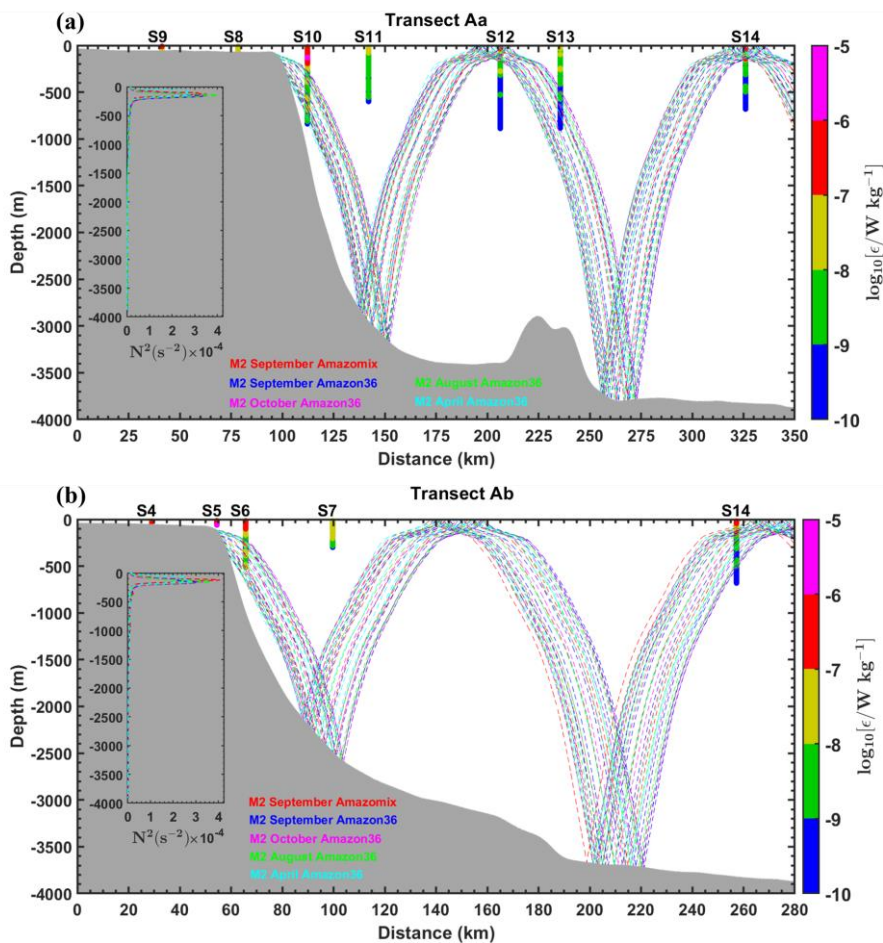 (a) Transect Aa
S9 S8 S10 S11 S12 S13 S14
0
-500
-1000
-1500
-2000
-2500
-3000
-3500
-4000
Depth (m)
0 25 50 75 100 125 150 175 200 225 250 275 300 325 350
Distance (km)
0
-500
-1000
-1500
-2000
-2500
-3000
-3500
-4000
0 1 2 3 4
N²(s⁻²)×10⁻⁴
M2 September Amazomix
M2 September Amazon36
M2 October Amazon36
M2 August Amazon36
M2 April Amazon36
-5
-6
-7
-8
-9
-10
log₁₀[ϵ/W kg⁻¹]
(b) Transect Ab
S4 S5 S6 S7 S14
0
-500
-1000
-1500
-2000
-2500
-3000
-3500
-4000
Depth (m)
0 20 40 60 80 100 120 140 160 180 200 220 240 260 280
Distance (km)
0
-500
-1000
-1500
-2000
-2500
-3000
-3500
-4000
0 1 2 3 4
N²(s⁻²)×10⁻⁴
M2 September Amazomix
M2 September Amazon36
M2 October Amazon36
M2 August Amazon36
M2 April Amazon36
-5
-6
-7
-8
-9
-10
log₁₀[ϵ/W kg⁻¹]